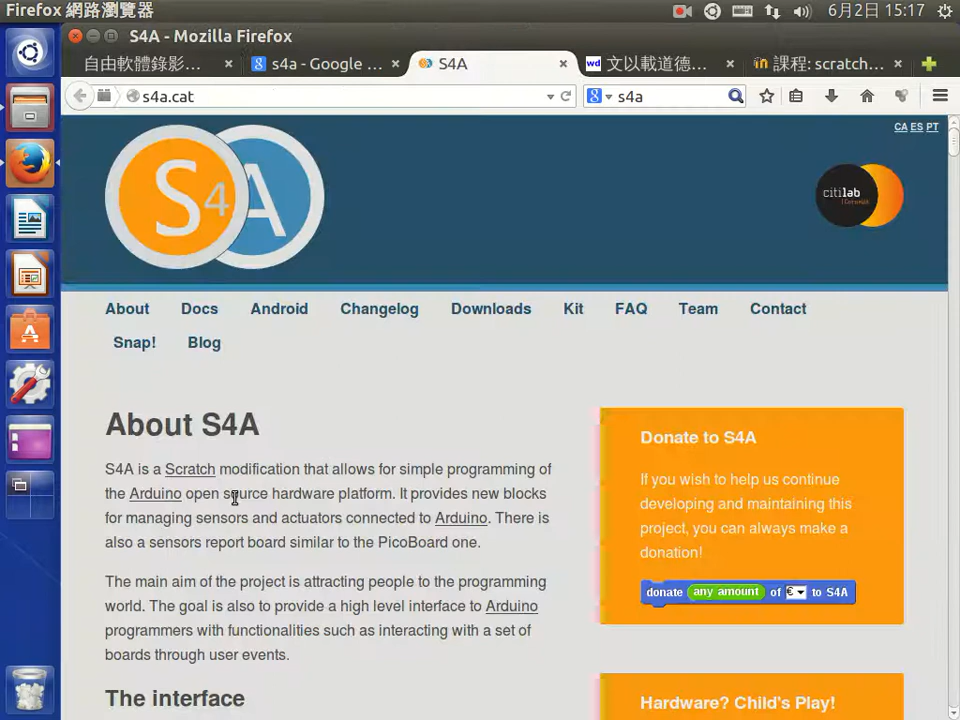 Firefox 網路瀏覽器
6月2日 15:17
S4A - Mozilla Firefox
自由軟體錄影...
s4a - Google ...
S4A
文以載道德...
課程: scratch...
s4a.cat
s4a
CA ES PT
S4A
citilab
About Docs Android Changelog Downloads Kit FAQ Team Contact
Snap! Blog
About S4A
S4A is a Scratch modification that allows for simple programming of
the Arduino open source hardware platform. It provides new blocks
for managing sensors and actuators connected to Arduino. There is
also a sensors report board similar to the PicoBoard one.
The main aim of the project is attracting people to the programming
world. The goal is also to provide a high level interface to Arduino
programmers with functionalities such as interacting with a set of
boards through user events.
The interface
Donate to S4A
If you wish to help us continue
developing and maintaining this
project, you can always make a
donation!
donate any amount of € to S4A
Hardware? Child's Play!